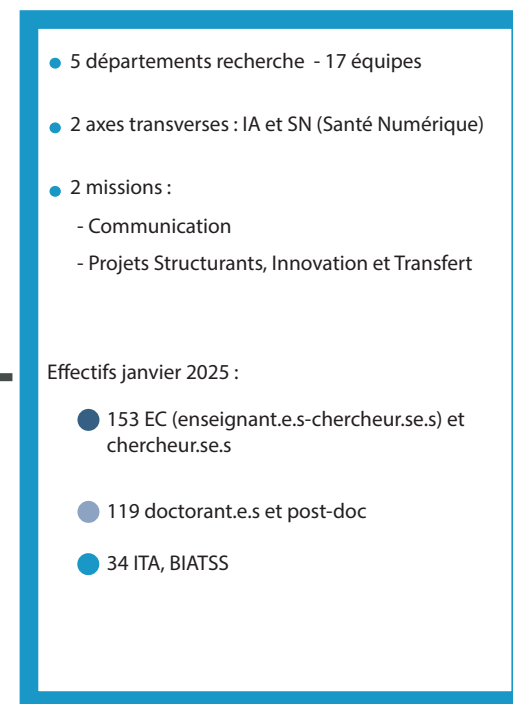 5 départements recherche - 17 équipes
2 axes transverses : IA et SN (Santé Numérique)
2 missions :
- Communication
- Projets Structurants, Innovation et Transfert
Effectifs janvier 2025 :
153 EC (enseignant.e.s-chercheur.se.s) et
chercheur.se.s
119 doctorant.e.s et post-doc
34 ITA, BIATSS